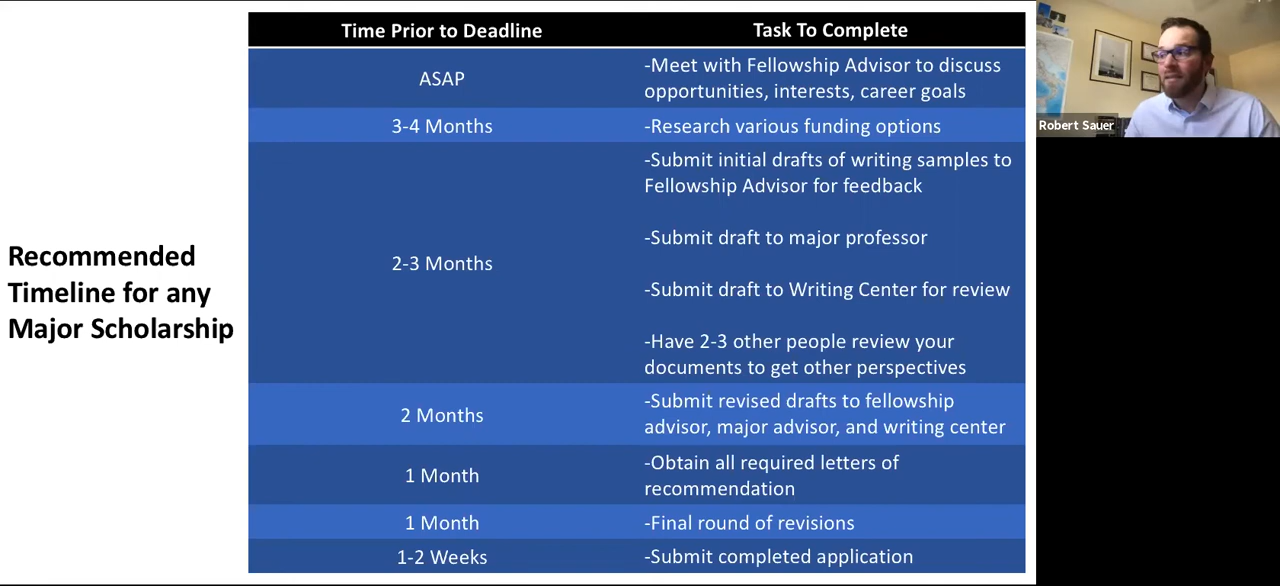 Recommended
Timeline for any
Major Scholarship
Time Prior to Deadline
Task To Complete
ASAP
-Meet with Fellowship Advisor to discuss
opportunities, interests, career goals
3-4 Months
-Research various funding options
2-3 Months
-Submit initial drafts of writing samples to
Fellowship Advisor for feedback
-Submit draft to major professor
-Submit draft to Writing Center for review
-Have 2-3 other people review your
documents to get other perspectives
2 Months
-Submit revised drafts to fellowship
advisor, major advisor, and writing center
1 Month
-Obtain all required letters of
recommendation
1 Month
-Final round of revisions
1-2 Weeks
-Submit completed application
Robert Sauer